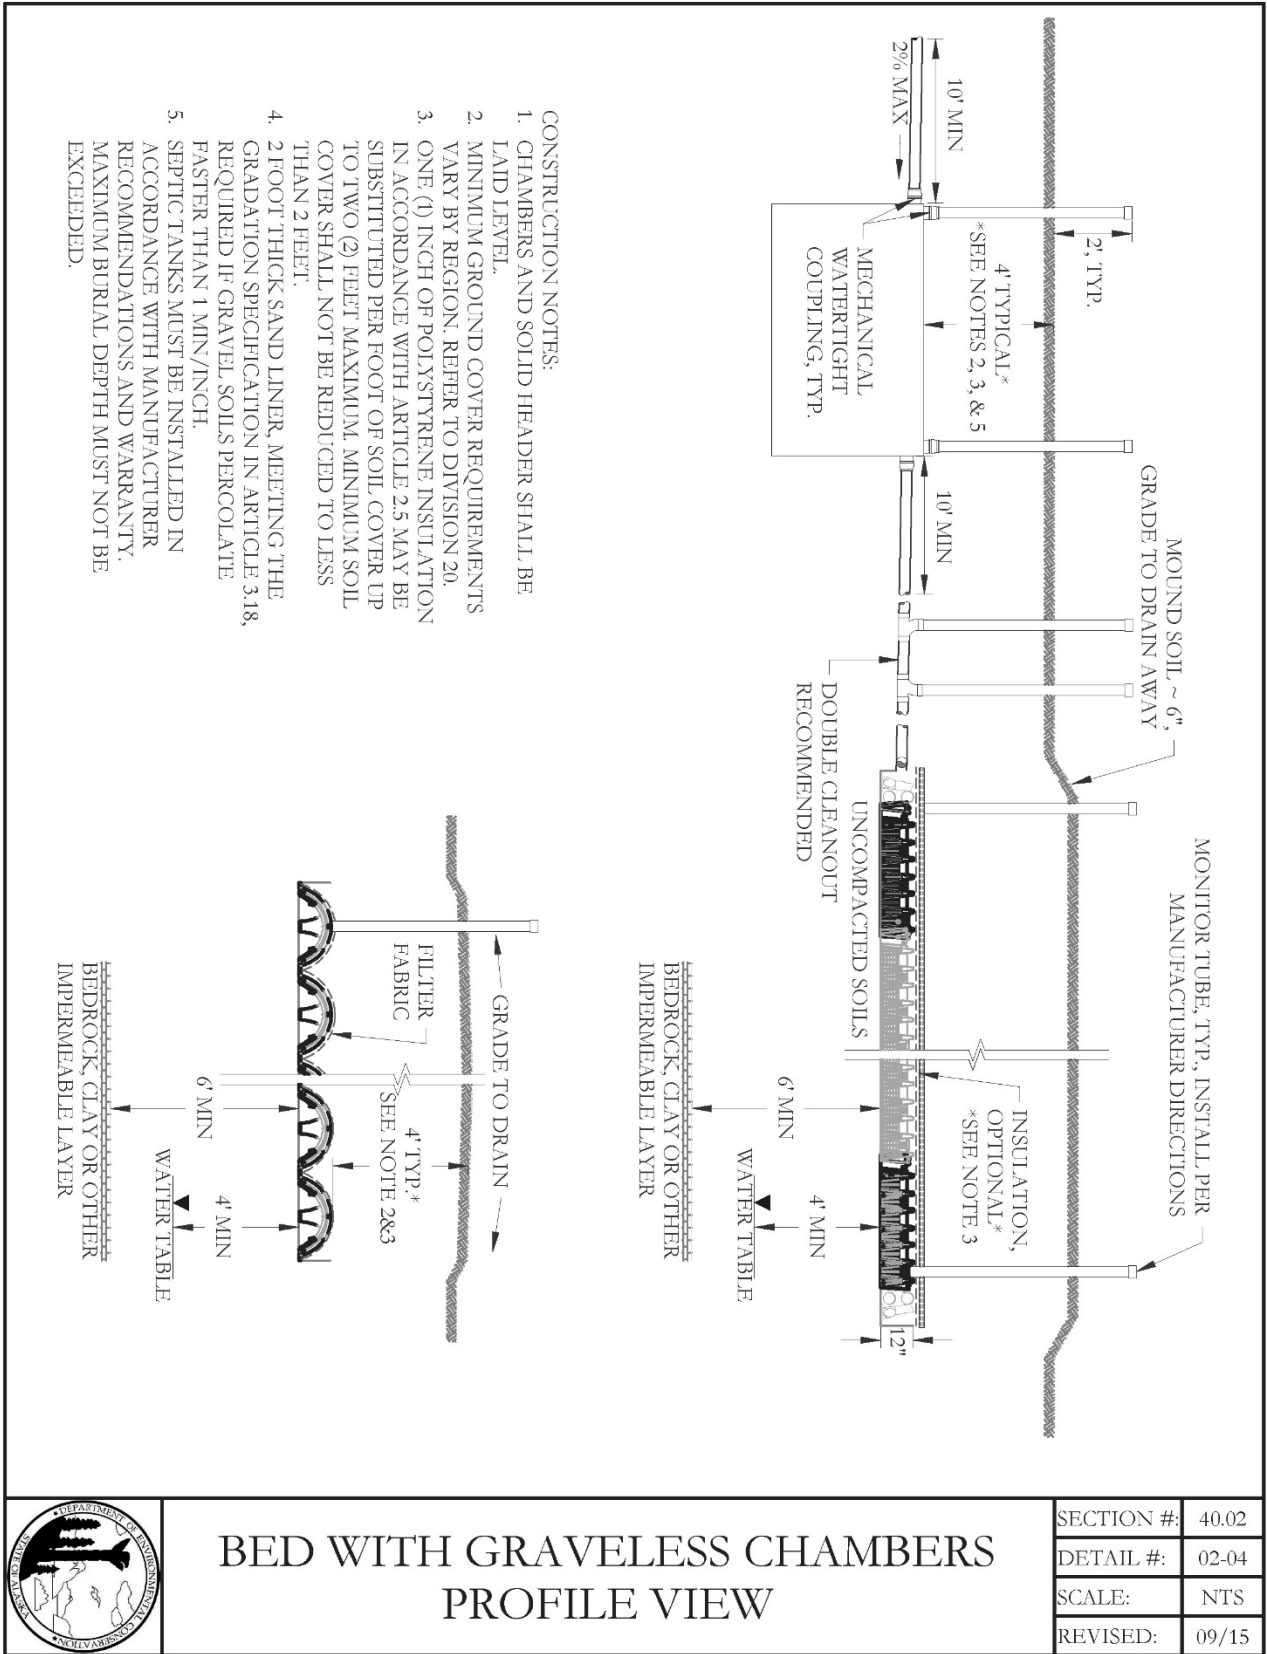 10' MIN
2% MAX
2', TYP.
4' TYPICAL*
*SEE NOTES 2, 3, & 5
MECHANICAL
WATERTIGHT
COUPLING, TYP.
10' MIN
MOUND SOIL ~ 6",
GRADE TO DRAIN AWAY
DOUBLE CLEANOUT
RECOMMENDED
UNCOMPACTED SOILS
MONITOR TUBE, TYP., INSTALL PER
MANUFACTURER DIRECTIONS
INSULATION,
OPTIONAL*
*SEE NOTE 3
12"
6' MIN
4' MIN
WATER TABLE
BEDROCK, CLAY OR OTHER
IMPERMEABLE LAYER
CONSTRUCTION NOTES:
1. CHAMBERS AND SOLID HEADER SHALL BE
LAID LEVEL.
2. MINIMUM GROUND COVER REQUIREMENTS
VARY BY REGION. REFER TO DIVISION 20.
3. ONE (1) INCH OF POLYSTYRENE INSULATION
IN ACCORDANCE WITH ARTICLE 2.5 MAY BE
SUBSTITUTED PER FOOT OF SOIL COVER UP
TO TWO (2) FEET MAXIMUM. MINIMUM SOIL
COVER SHALL NOT BE REDUCED TO LESS
THAN 2 FEET.
4. 2 FOOT THICK SAND LINER, MEETING THE
GRADATION SPECIFICATION IN ARTICLE 3.18,
REQUIRED IF GRAVEL SOILS PERCOLATE
FASTER THAN 1 MIN/INCH.
5. SEPTIC TANKS MUST BE INSTALLED IN
ACCORDANCE WITH MANUFACTURER
RECOMMENDATIONS AND WARRANTY.
MAXIMUM BURIAL DEPTH MUST NOT BE
EXCEEDED.
GRADE TO DRAIN
FILTER
FABRIC
4' TYP.*
SEE NOTE 2&3
6' MIN
4' MIN
WATER TABLE
BEDROCK, CLAY OR OTHER
IMPERMEABLE LAYER
DEPARTMENT OF ENVIRONMENTAL CONSERVATION
STATE OF ALASKA
BED WITH GRAVELESS CHAMBERS
PROFILE VIEW
SECTION #: 40.02
DETAIL #: 02-04
SCALE: NTS
REVISED: 09/15